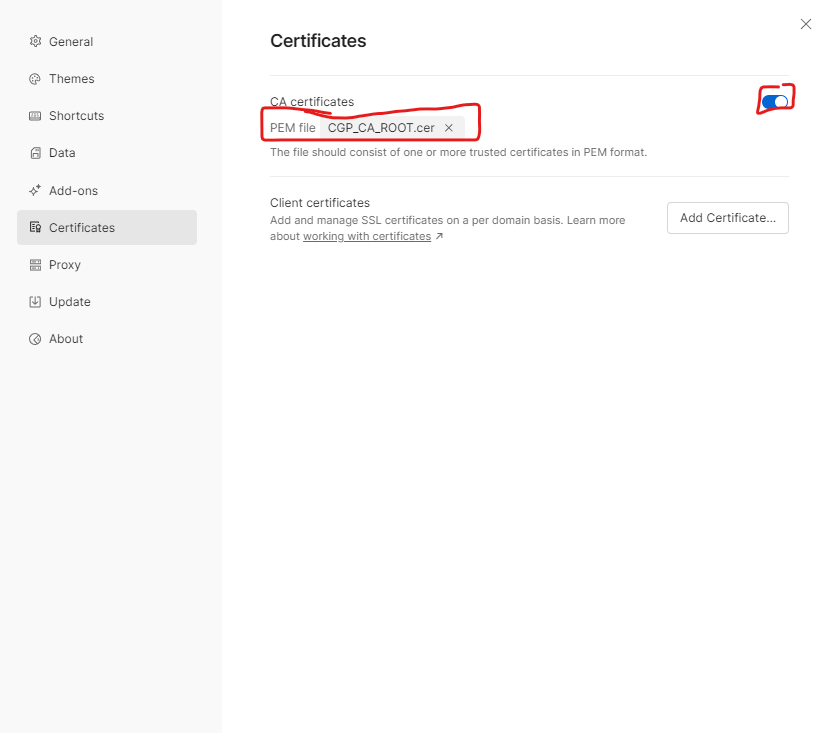 General
Themes
Shortcuts
Data
Add-ons
Certificates
Proxy
Update
About
Certificates
CA certificates
PEM file CGP_CA_ROOT.cer
The file should consist of one or more trusted certificates in PEM format.
Client certificates
Add and manage SSL certificates on a per domain basis. Learn more
about working with certificates ↗
Add Certificate...